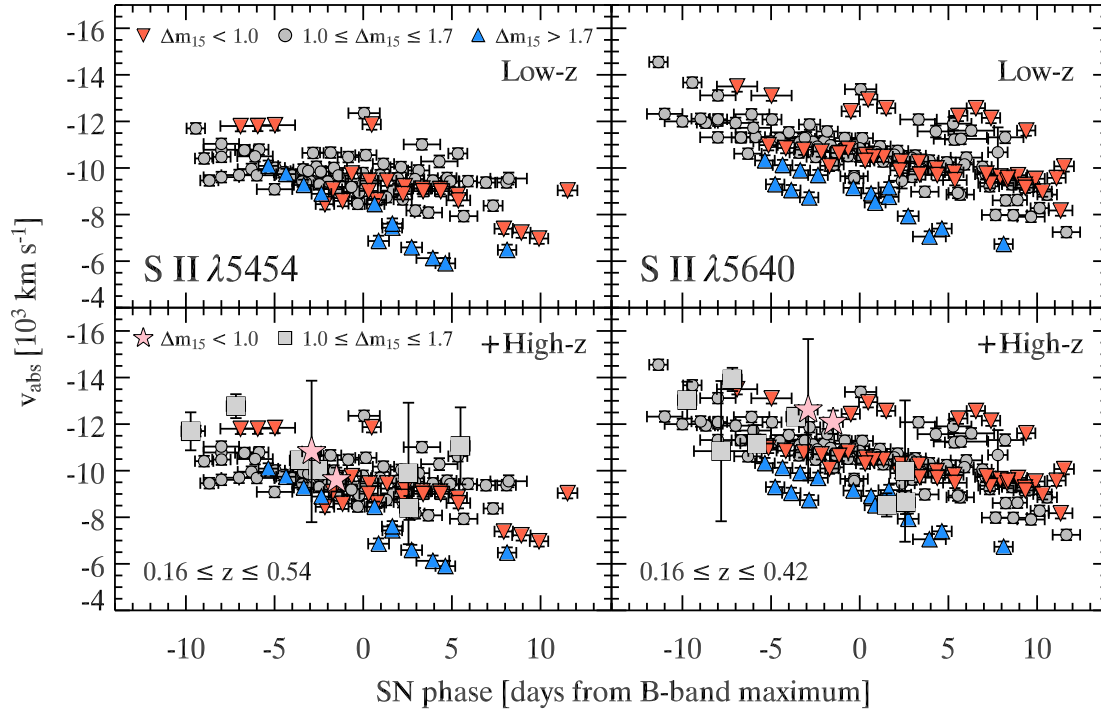 -16
-14
-12
-10
-8
-6
-4
Δm15 < 1.0 1.0 ≤ Δm15 ≤ 1.7 Δm15 > 1.7
Low-z
S II λ5454
Low-z
S II λ5640
-16
-14
-12
-10
-8
-6
-4
Δm15 < 1.0 1.0 ≤ Δm15 ≤ 1.7
+High-z
0.16 ≤ z ≤ 0.54
+High-z
0.16 ≤ z ≤ 0.42
vabs [10³ km s⁻¹]
-10 -5 0 5 10
-10 -5 0 5 10
SN phase [days from B-band maximum]